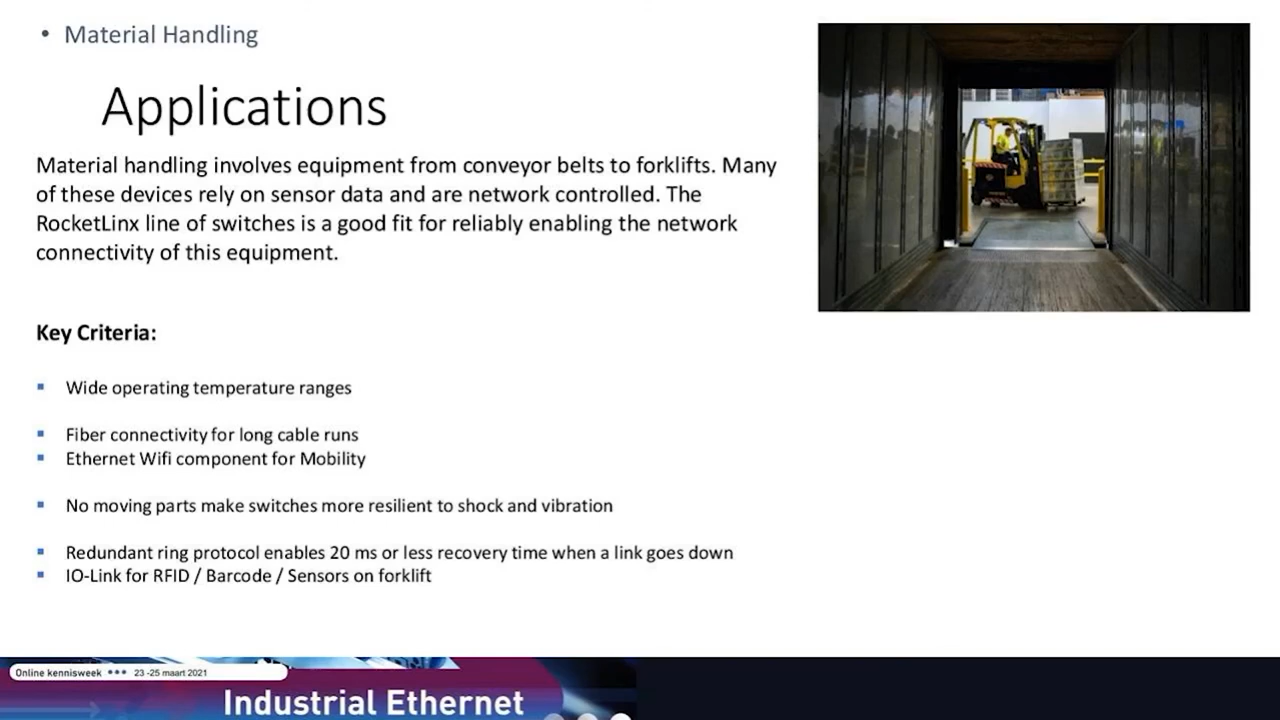 • Material Handling
Applications
Material handling involves equipment from conveyor belts to forklifts. Many
of these devices rely on sensor data and are network controlled. The
RocketLinx line of switches is a good fit for reliably enabling the network
connectivity of this equipment.
Key Criteria:
▪ Wide operating temperature ranges
▪ Fiber connectivity for long cable runs
▪ Ethernet Wifi component for Mobility
▪ No moving parts make switches more resilient to shock and vibration
▪ Redundant ring protocol enables 20 ms or less recovery time when a link goes down
▪ IO-Link for RFID / Barcode / Sensors on forklift
Online kennisweek ••• 23 -25 maart 2021
Industrial Ethernet